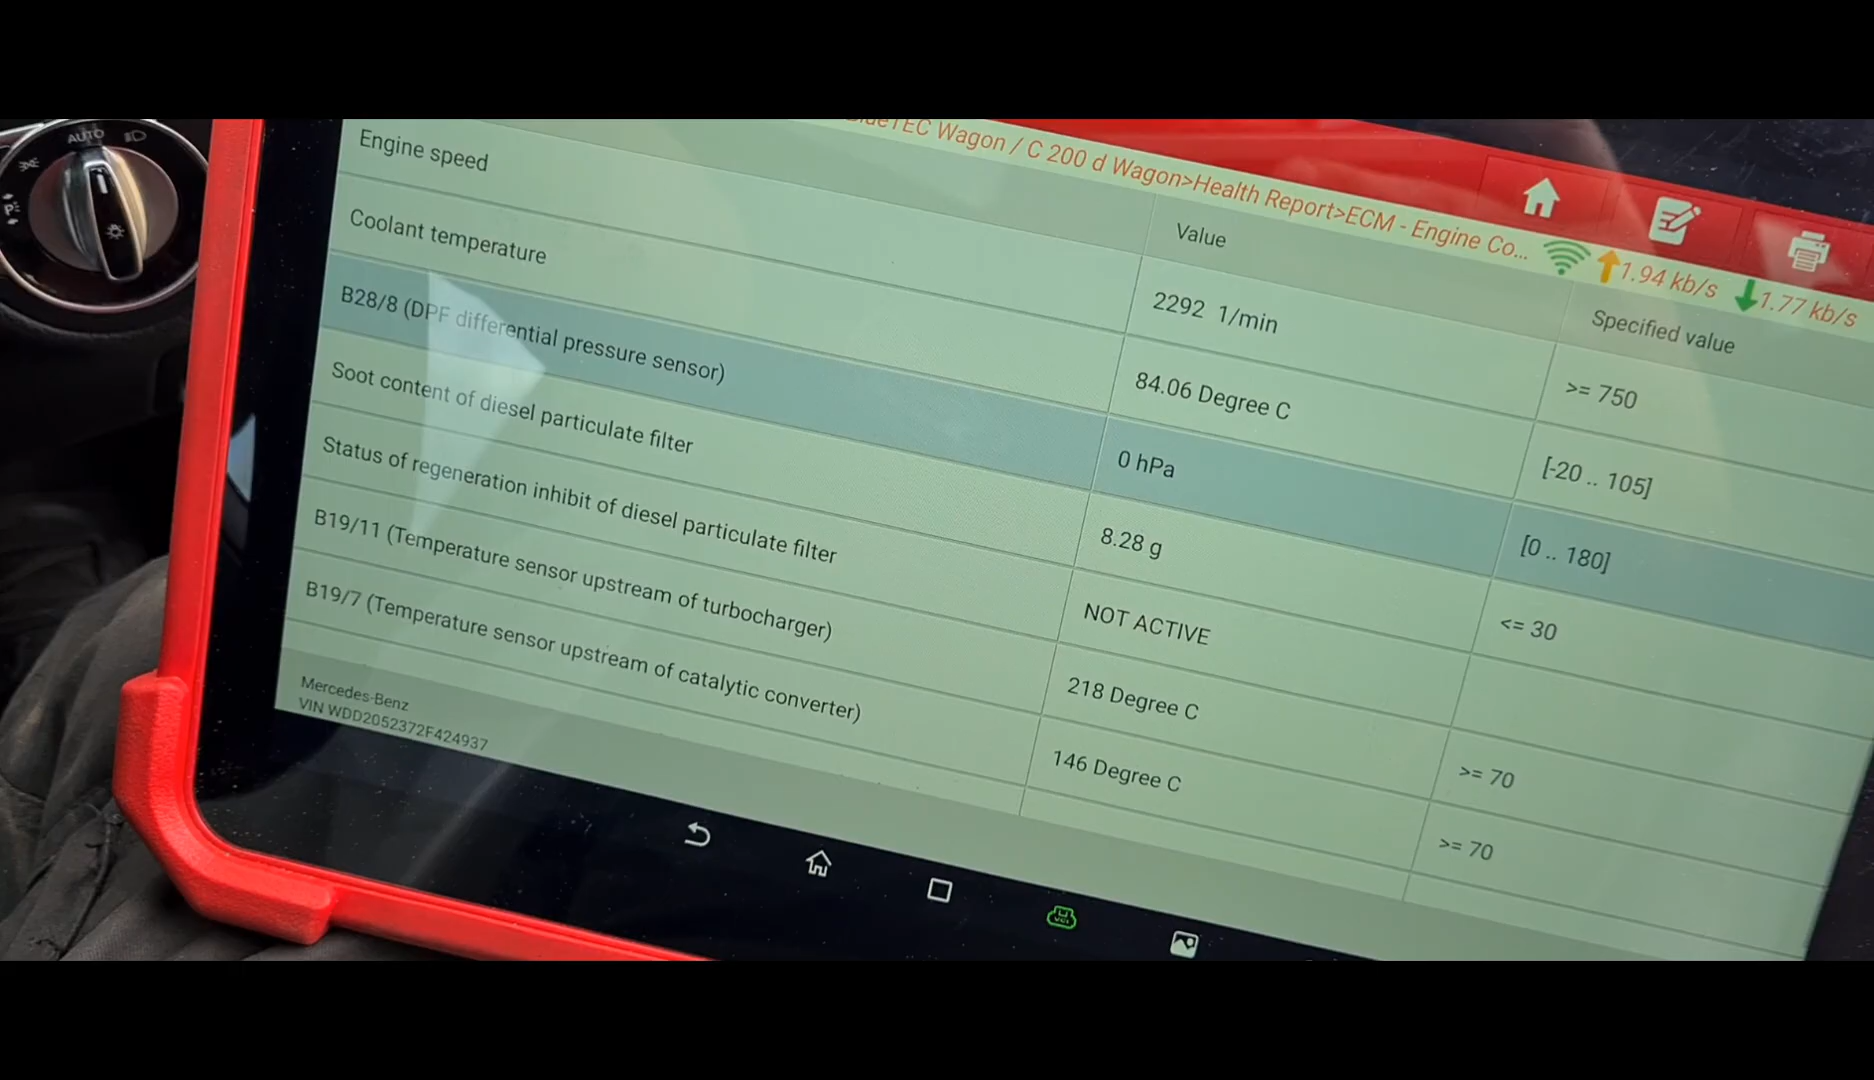 AUTO
BlueTEC Wagon / C 200 d Wagon>Health Report>ECM - Engine Co...
1.94 kb/s 1.77 kb/s
Value Specified value
Engine speed 2292 1/min >= 750
Coolant temperature 84.06 Degree C [-20 .. 105]
B28/8 (DPF differential pressure sensor) 0 hPa [0 .. 180]
Soot content of diesel particulate filter 8.28 g <= 30
Status of regeneration inhibit of diesel particulate filter NOT ACTIVE
B19/11 (Temperature sensor upstream of turbocharger) 218 Degree C >= 70
B19/7 (Temperature sensor upstream of catalytic converter) 146 Degree C >= 70
Mercedes-Benz
VIN WDD2052372F424937
VCI